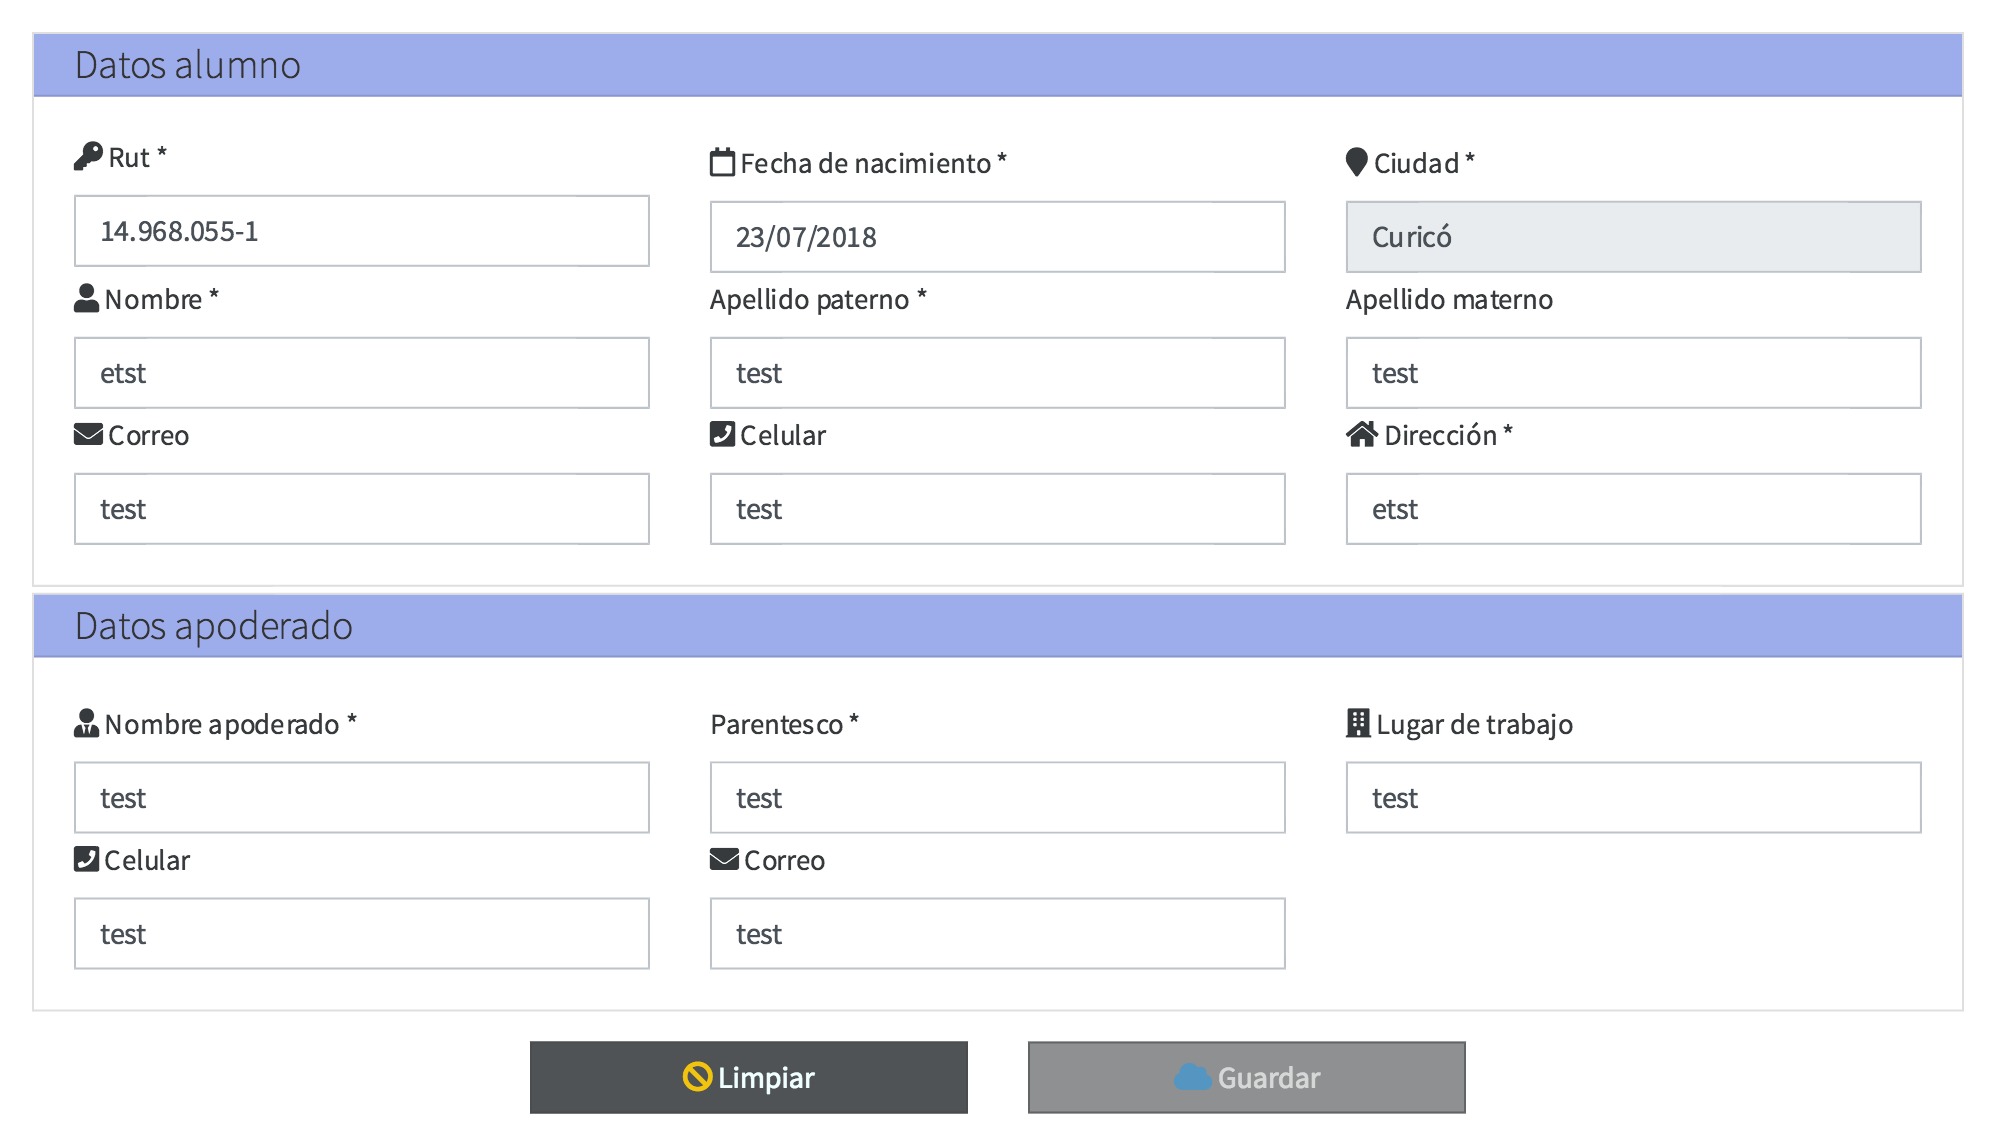 Datos alumno
Rut *
Fecha de nacimiento *
Ciudad *
14.968.055-1
23/07/2018
Curicó
Nombre *
Apellido paterno *
Apellido materno
etst
test
test
Correo
Celular
Dirección *
test
test
etst
Datos apoderado
Nombre apoderado *
Parentesco *
Lugar de trabajo
test
test
test
Celular
Correo
test
test
Limpiar
Guardar